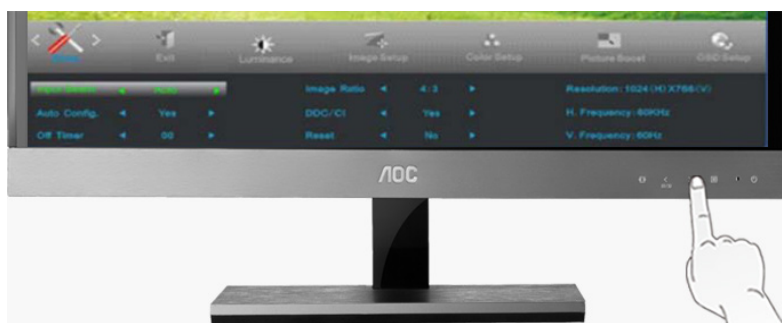 Exit
Luminance
Image Setup
Color Setup
Picture Boost
OSD Setup
Input Select Auto
Image Ratio 4:3
Resolution: 1024(H)X768(V)
Auto Config. Yes
DDC/CI Yes
H. Frequency: 60KHz
Off Timer 00
Reset No
V. Frequency: 60Hz
AOC